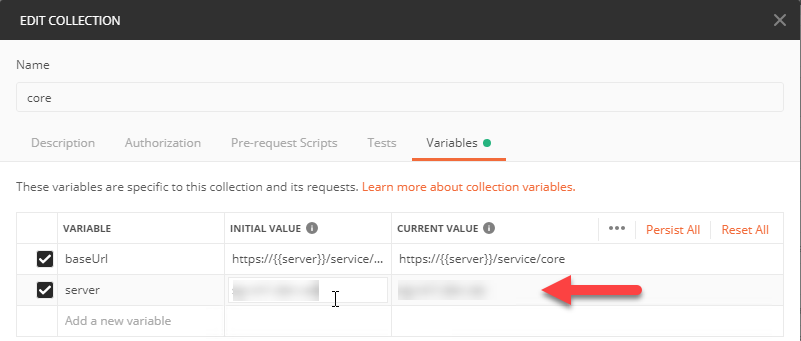 EDIT COLLECTION
Name
core
Description Authorization Pre-request Scripts Tests Variables
These variables are specific to this collection and its requests. Learn more about collection variables.
VARIABLE INITIAL VALUE CURRENT VALUE ••• Persist All Reset All
baseUrl https://{{server}}/service/... https://{{server}}/service/core
server
Add a new variable